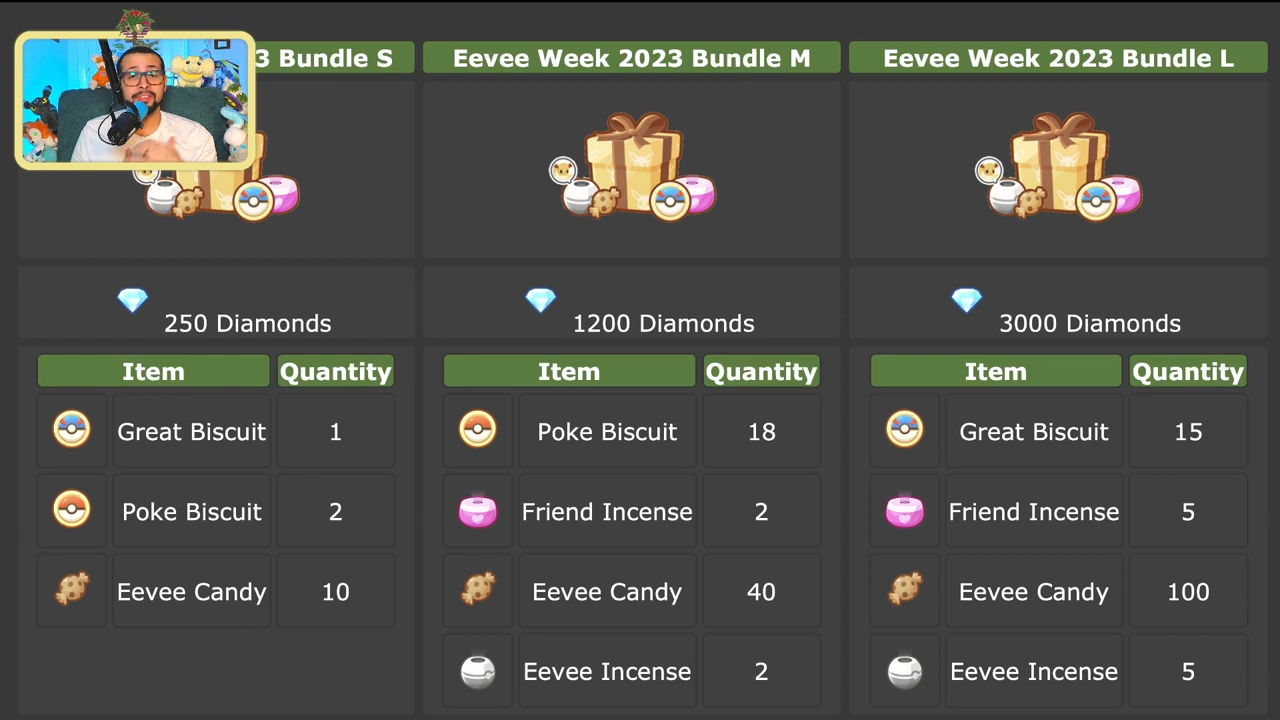 3 Bundle S
Eevee Week 2023 Bundle M
Eevee Week 2023 Bundle L
250 Diamonds
1200 Diamonds
3000 Diamonds
Item Quantity
Great Biscuit 1
Poke Biscuit 2
Eevee Candy 10
Item Quantity
Poke Biscuit 18
Friend Incense 2
Eevee Candy 40
Eevee Incense 2
Item Quantity
Great Biscuit 15
Friend Incense 5
Eevee Candy 100
Eevee Incense 5